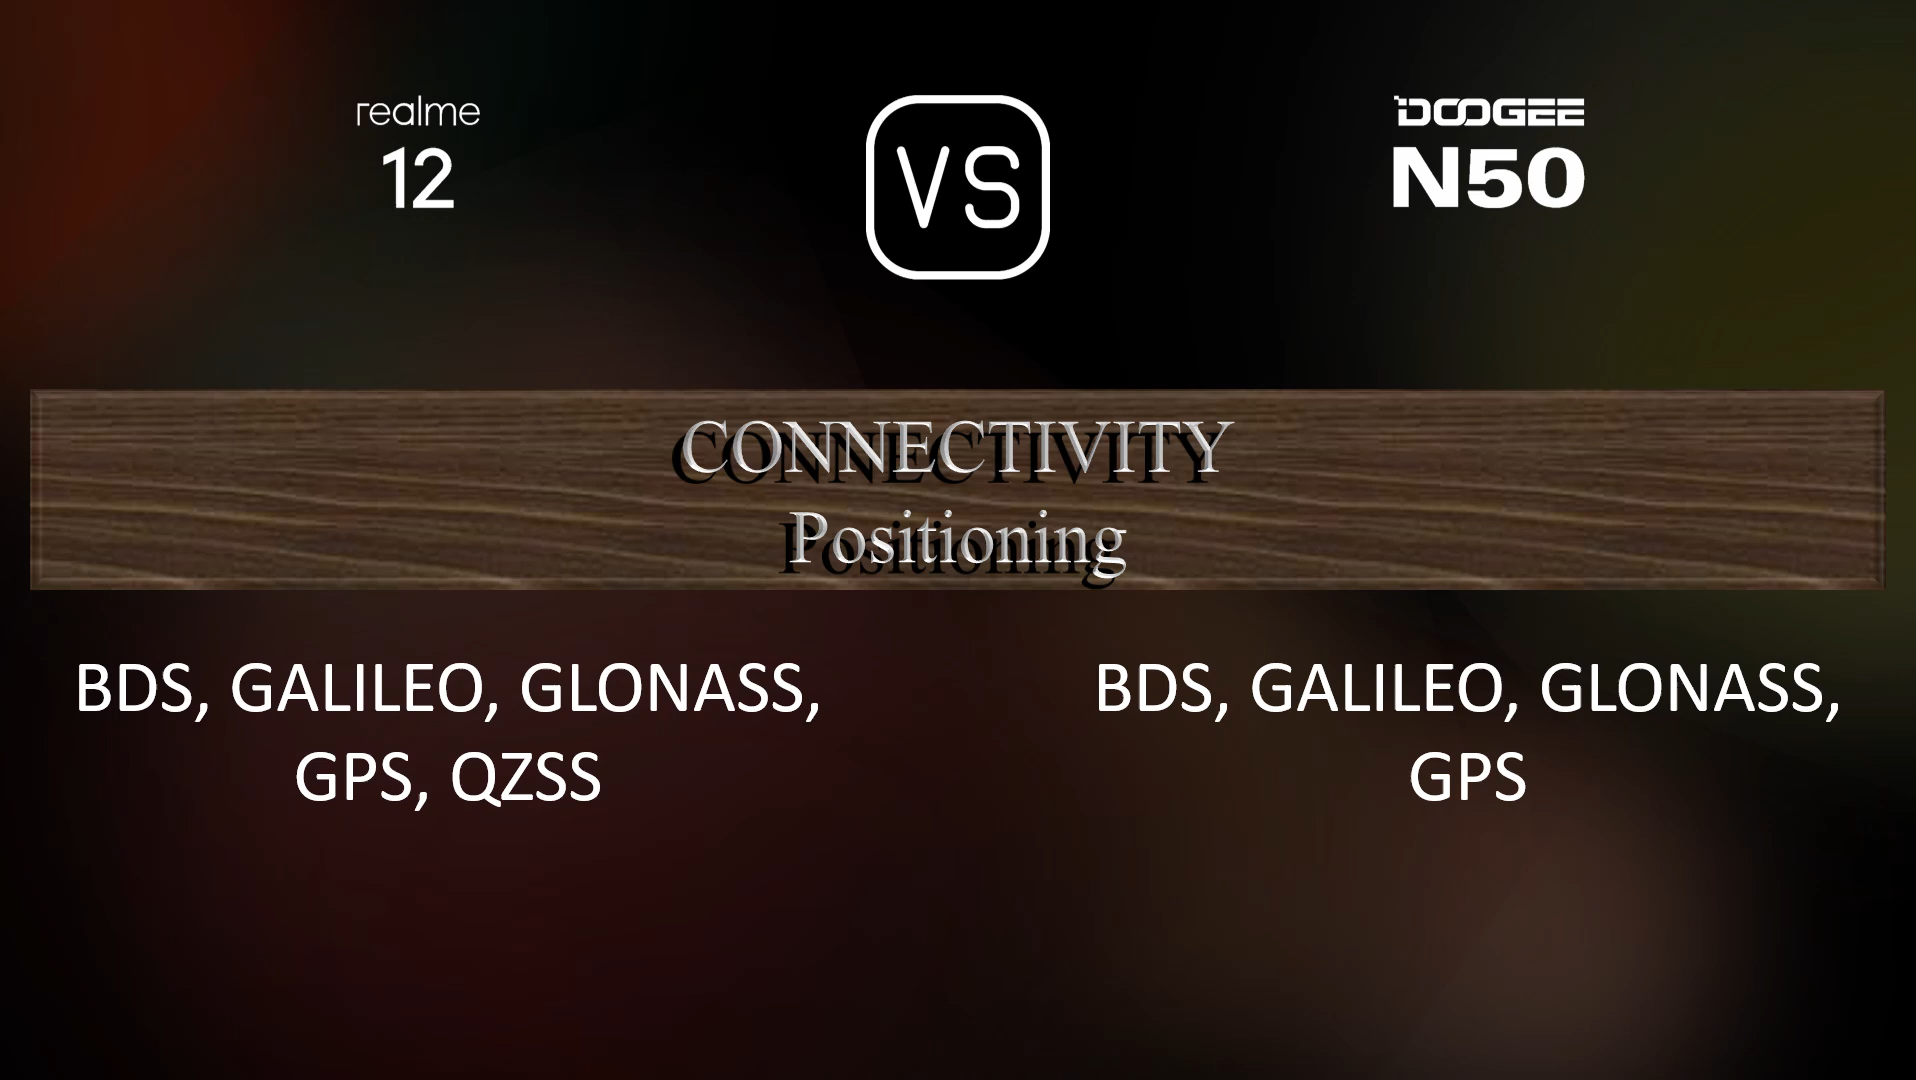 realme
12
VS
DOOGEE
N50
CONNECTIVITY
Positioning
BDS, GALILEO, GLONASS,
GPS, QZSS
BDS, GALILEO, GLONASS,
GPS